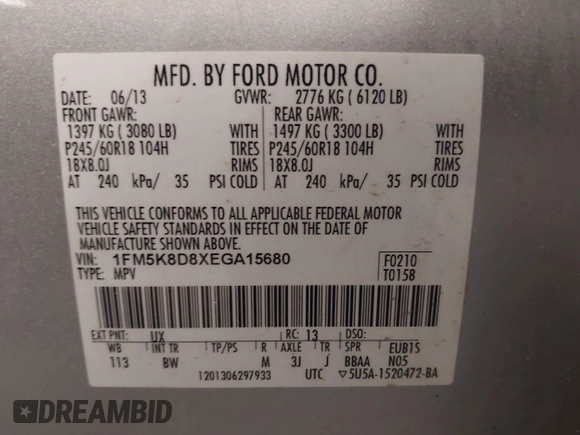 MFD. BY FORD MOTOR CO.
DATE: 06/13 GVWR: 2776 KG ( 6120 LB)
FRONT GAWR: REAR GAWR:
1397 KG ( 3080 LB) WITH 1497 KG ( 3300 LB) WITH
P245/60R18 104H TIRES P245/60R18 104H TIRES
18X8.0J RIMS 18X8.0J RIMS
AT 240 kPa/ 35 PSI COLD AT 240 kPa/ 35 PSI COLD
THIS VEHICLE CONFORMS TO ALL APPLICABLE FEDERAL MOTOR
VEHICLE SAFETY STANDARDS IN EFFECT ON THE DATE OF
MANUFACTURE SHOWN ABOVE.
VIN: 1FM5K8D8XEGA15680 F0210
TYPE: MPV T0158
EXT PNT: UX RC: 13 DSO:
WB INT TR TP/PS R AXLE TR SPR EUB1S
113 BW M 3J J BBAA N05
1201306297933 UTC ▽5U5A-1520472-BA
DREAMBID